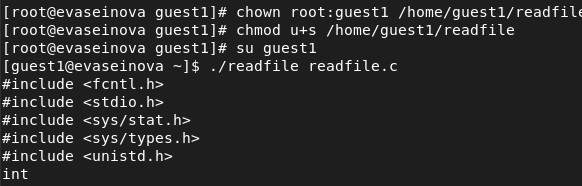 [root@evaseinova guest1]# chown root:guest1 /home/guest1/readfile
[root@evaseinova guest1]# chmod u+s /home/guest1/readfile
[root@evaseinova guest1]# su guest1
[guest1@evaseinova ~]$ ./readfile readfile.c
#include <fcntl.h>
#include <stdio.h>
#include <sys/stat.h>
#include <sys/types.h>
#include <unistd.h>
int